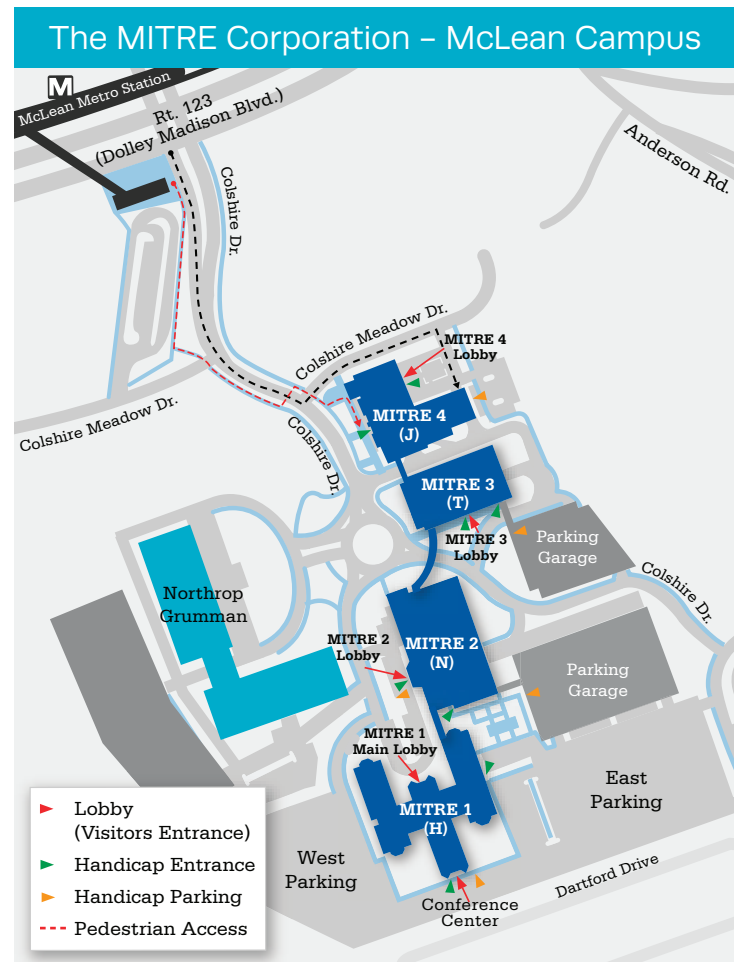 The MITRE Corporation – McLean Campus
M
McLean Metro Station
Rt. 123
(Dolley Madison Blvd.)
Anderson Rd.
Colshire Dr.
Colshire Meadow Dr.
MITRE 4
Lobby
Colshire Meadow Dr.
MITRE 4
(J)
Colshire Dr.
MITRE 3
(T)
MITRE 3
Lobby
Parking
Garage
Colshire Dr.
Northrop
Grumman
MITRE 2
Lobby
MITRE 2
(N)
Parking
Garage
MITRE 1
Main Lobby
East
Parking
MITRE 1
(H)
West
Parking
Dartford Drive
Conference
Center
Lobby
(Visitors Entrance)
Handicap Entrance
Handicap Parking
Pedestrian Access